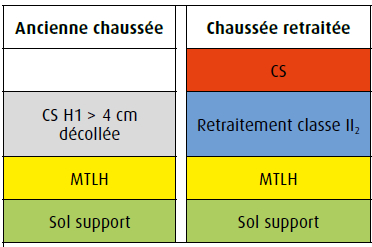 Ancienne chaussée
Chaussée retraitée
CS
CS H1 > 4 cm
décollée
Retraitement classe II₂
MTLH
MTLH
Sol support
Sol support